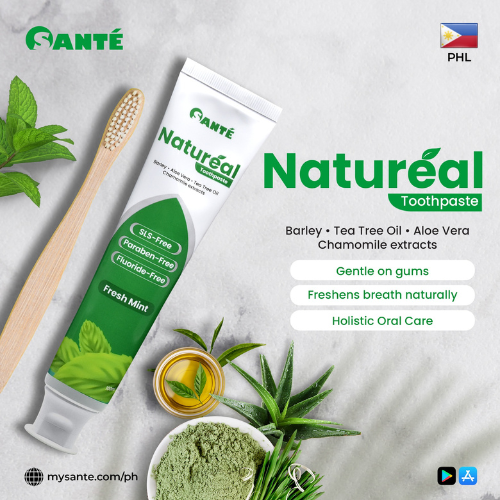 SANTÉ
PHL
SANTÉ
Naturéal
Toothpaste
Barley • Aloe Vera • Tea Tree Oil
Chamomile extracts
SLS-Free
Paraben-Free
Fluoride-Free
Fresh Mint
Naturéal
Toothpaste
Barley • Tea Tree Oil • Aloe Vera
Chamomile extracts
Gentle on gums
Freshens breath naturally
Holistic Oral Care
SANTÉ
mysante.com/ph